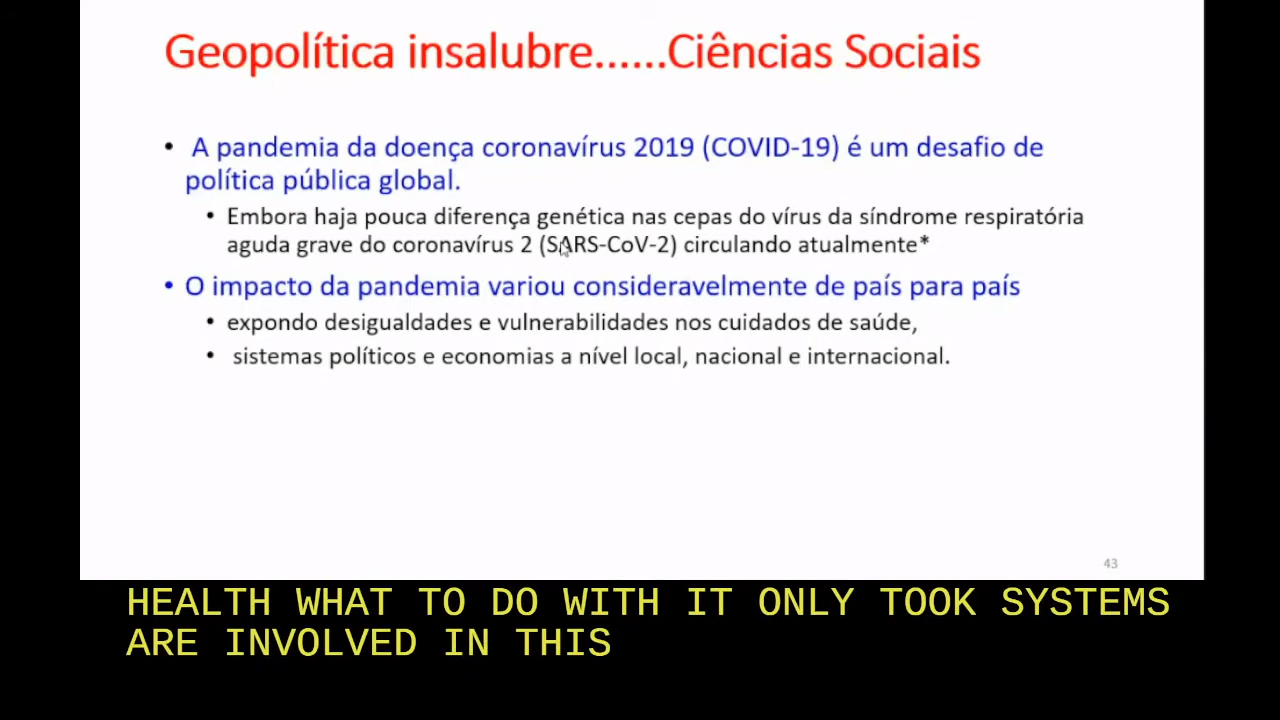 Geopolítica insalubre......Ciências Sociais
• A pandemia da doença coronavírus 2019 (COVID-19) é um desafio de
política pública global.
• Embora haja pouca diferença genética nas cepas do vírus da síndrome respiratória
aguda grave do coronavírus 2 (SARS-CoV-2) circulando atualmente*
• O impacto da pandemia variou consideravelmente de país para país
• expondo desigualdades e vulnerabilidades nos cuidados de saúde,
• sistemas políticos e economias a nível local, nacional e internacional.
43
HEALTH WHAT TO DO WITH IT ONLY TOOK SYSTEMS
ARE INVOLVED IN THIS